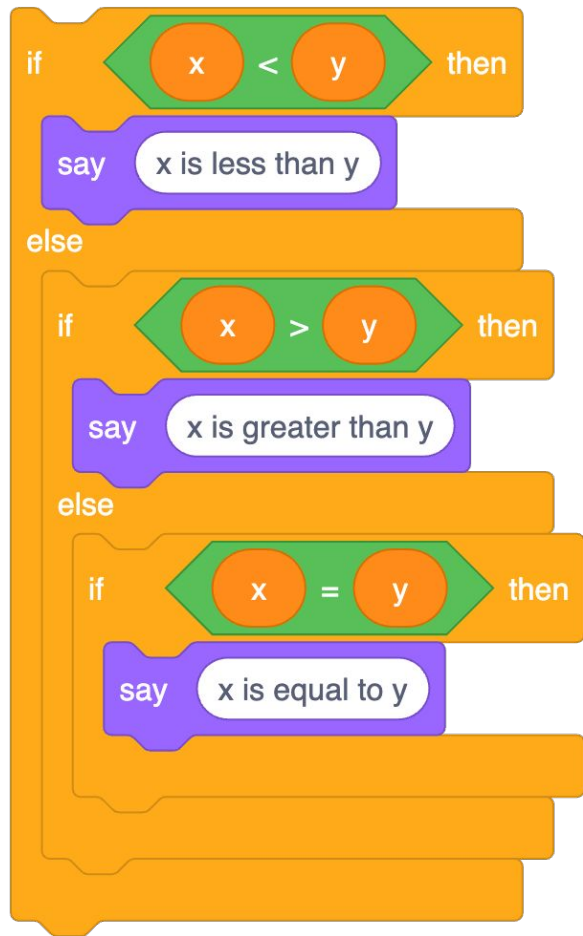 if x < y then
say x is less than y
else
if x > y then
say x is greater than y
else
if x = y then
say x is equal to y